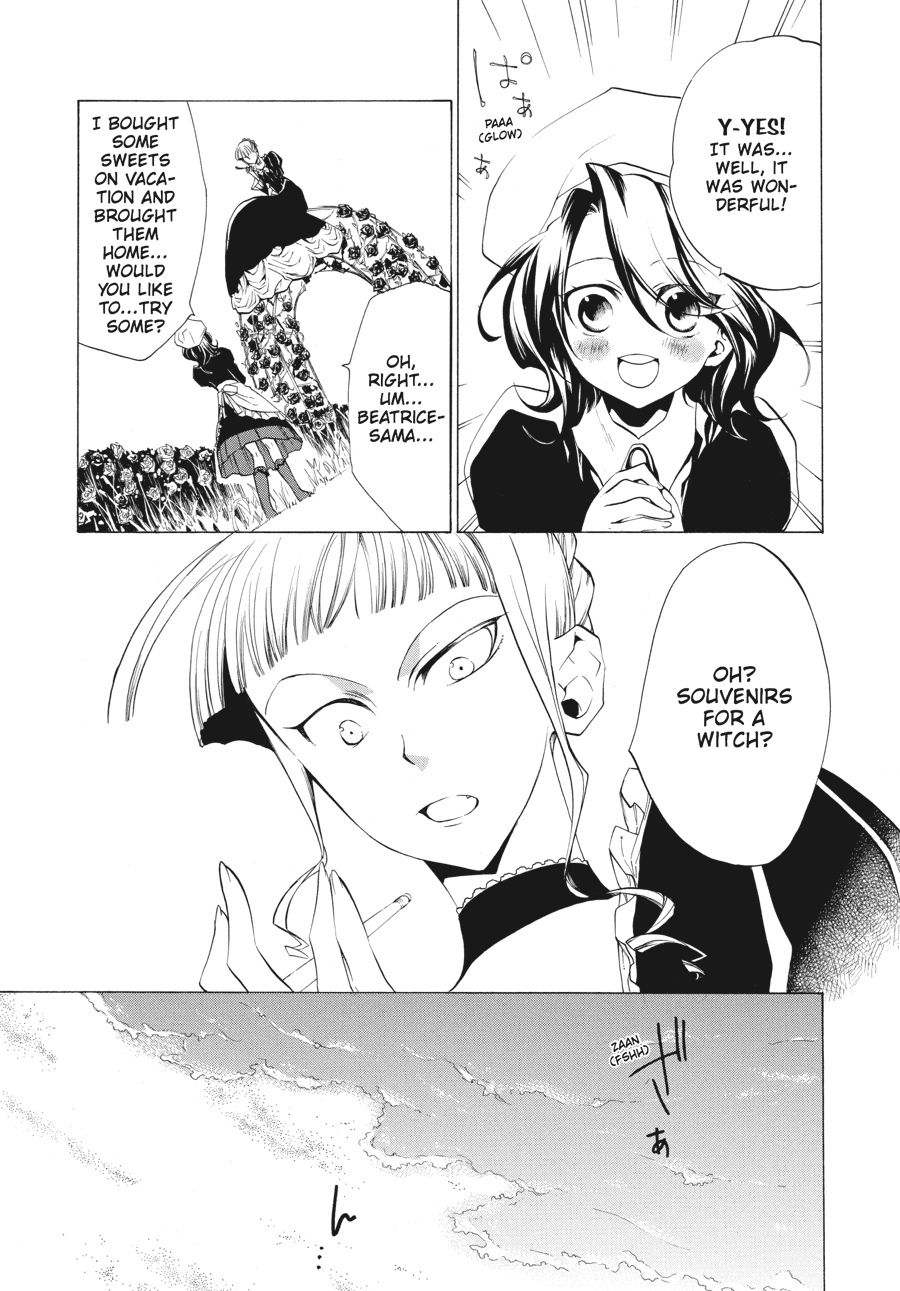 Y-YES!
IT WAS...
WELL, IT
WAS WON-
DERFUL!
ぱぁぁ
PAAA
(GLOW)
OH,
RIGHT...
UM...
BEATRICE-
SAMA...
I BOUGHT
SOME
SWEETS
ON VACA-
TION AND
BROUGHT
THEM
HOME...
WOULD
YOU LIKE
TO...TRY
SOME?
OH?
SOUVENIRS
FOR A
WITCH?
ザ
ZAAN
(FSHH)
ぁ
ん
…